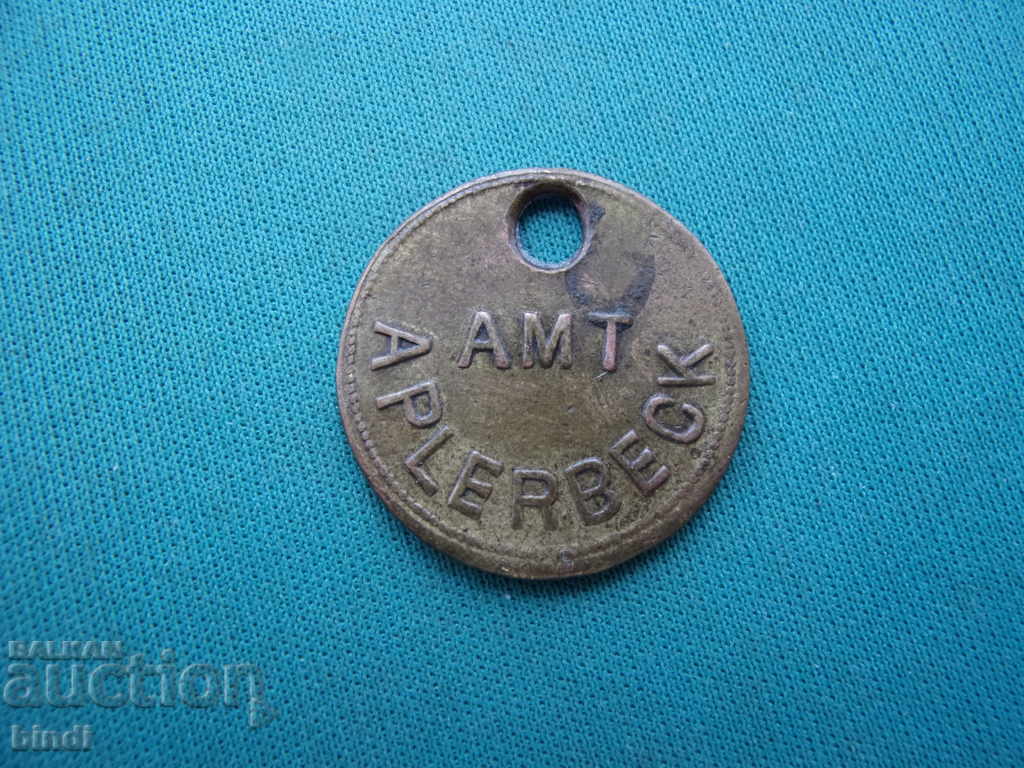 AMT
APLERBECK
BALKAN
auction
bindi